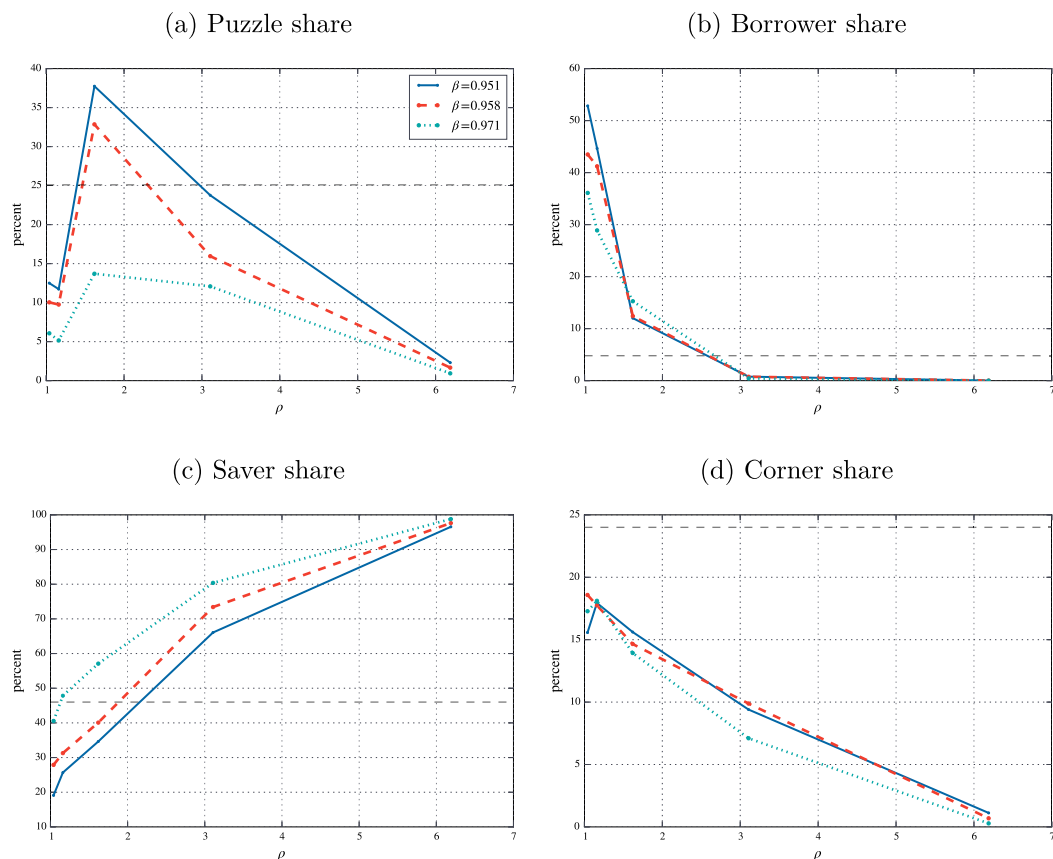 (a) Puzzle share
40
35
30
25
20
15
10
5
0
percent
1 2 3 4 5 6 7
ρ
β=0.951
β=0.958
β=0.971
(b) Borrower share
60
50
40
30
20
10
0
percent
1 2 3 4 5 6 7
ρ
(c) Saver share
100
90
80
70
60
50
40
30
20
10
percent
1 2 3 4 5 6 7
ρ
(d) Corner share
25
20
15
10
5
0
percent
1 2 3 4 5 6 7
ρ